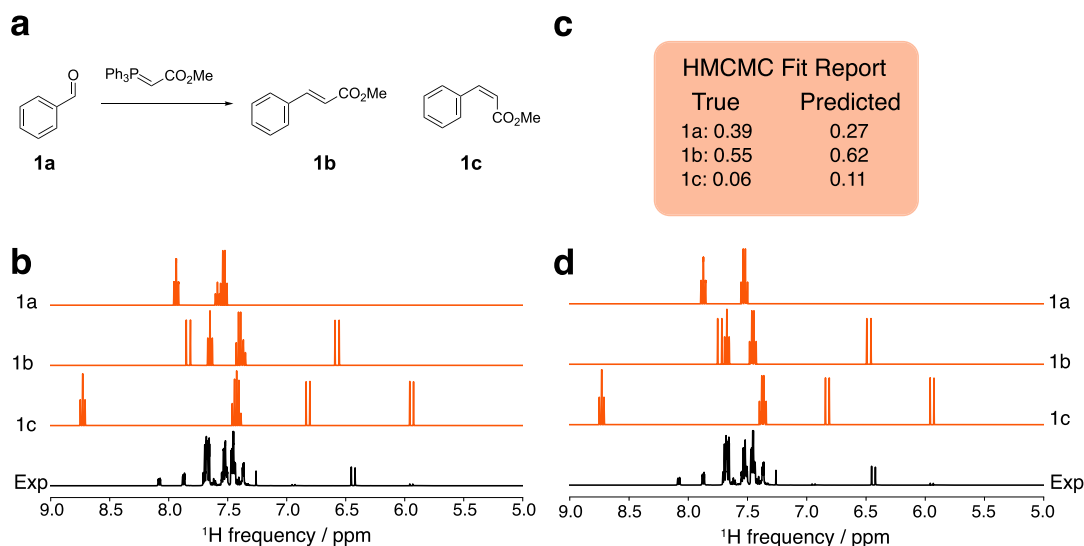 a
Ph3P CO2Me
O
CO2Me
CO2Me
1a
1b
1c
c
HMCMC Fit Report
True Predicted
1a: 0.39 0.27
1b: 0.55 0.62
1c: 0.06 0.11
b
1a
1b
1c
Exp
9.0 8.5 8.0 7.5 7.0 6.5 6.0 5.5 5.0
1H frequency / ppm
d
1a
1b
1c
Exp
9.0 8.5 8.0 7.5 7.0 6.5 6.0 5.5 5.0
1H frequency / ppm